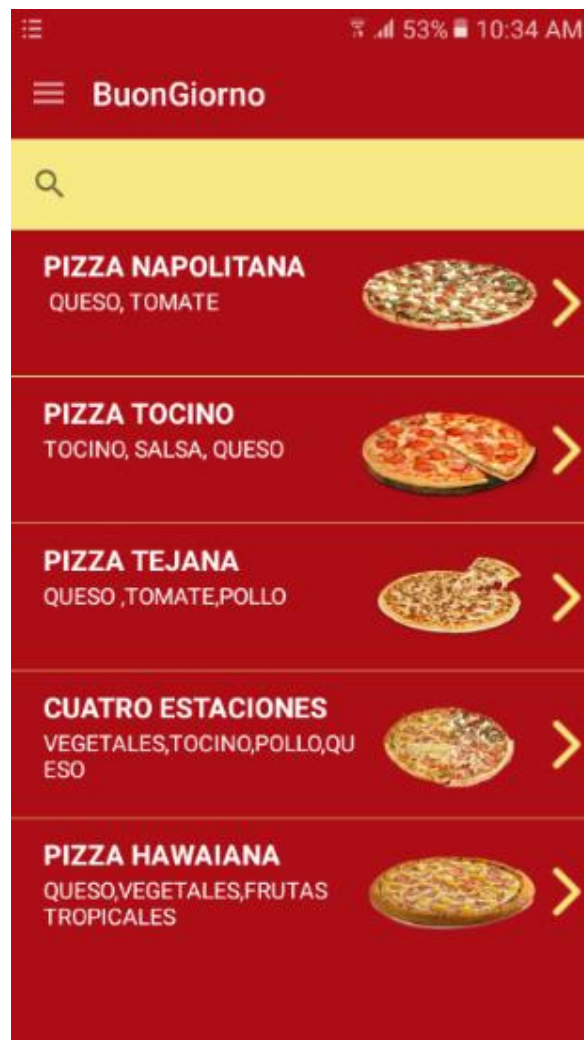 53% 10:34 AM
BuonGiorno
PIZZA NAPOLITANA
QUESO, TOMATE
PIZZA TOCINO
TOCINO, SALSA, QUESO
PIZZA TEJANA
QUESO ,TOMATE,POLLO
CUATRO ESTACIONES
VEGETALES,TOCINO,POLLO,QU
ESO
PIZZA HAWAIANA
QUESO,VEGETALES,FRUTAS
TROPICALES